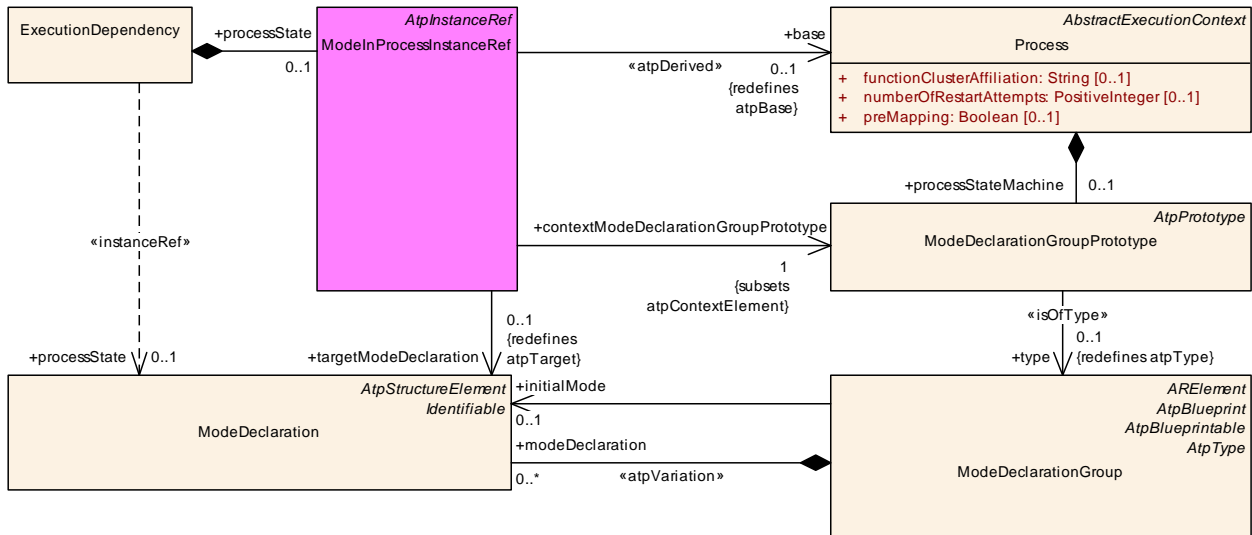 ExecutionDependency
+processState
0..1
AtpInstanceRef
ModeInProcessInstanceRef
+base
«atpDerived»
0..1
{redefines
atpBase}
AbstractExecutionContext
Process
+ functionClusterAffiliation: String [0..1]
+ numberOfRestartAttempts: PositiveInteger [0..1]
+ preMapping: Boolean [0..1]
+processStateMachine
0..1
«instanceRef»
+contextModeDeclarationGroupPrototype
1
{subsets
atpContextElement}
AtpPrototype
ModeDeclarationGroupPrototype
+processState
0..1
+targetModeDeclaration
0..1
{redefines
atpTarget}
«isOfType»
0..1
+type
{redefines atpType}
AtpStructureElement
Identifiable
ModeDeclaration
+initialMode
0..1
+modeDeclaration
0..*
«atpVariation»
ARElement
AtpBlueprint
AtpBlueprintable
AtpType
ModeDeclarationGroup